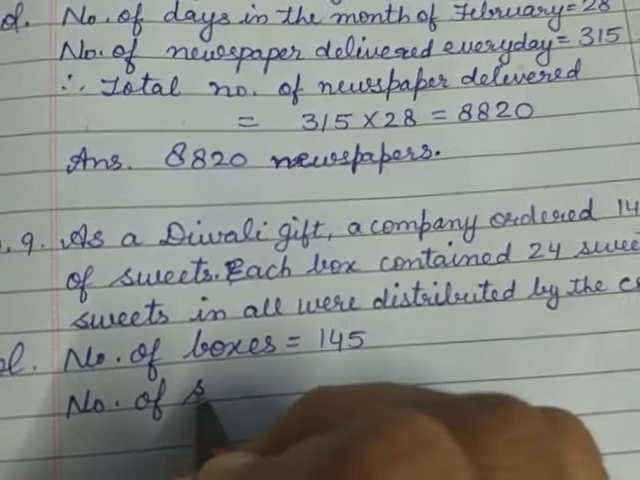 d. No. of days in the month of February = 28
No. of newspaper delivered everyday = 315
∴ Total no. of newspaper delivered
= 315 × 28 = 8820
Ans. 8820 newspapers.
9. As a Diwali gift, a company ordered 14
of sweets. Each box contained 24 swee
sweets in all were distributed by the c
ol. No. of boxes = 145
No. of s